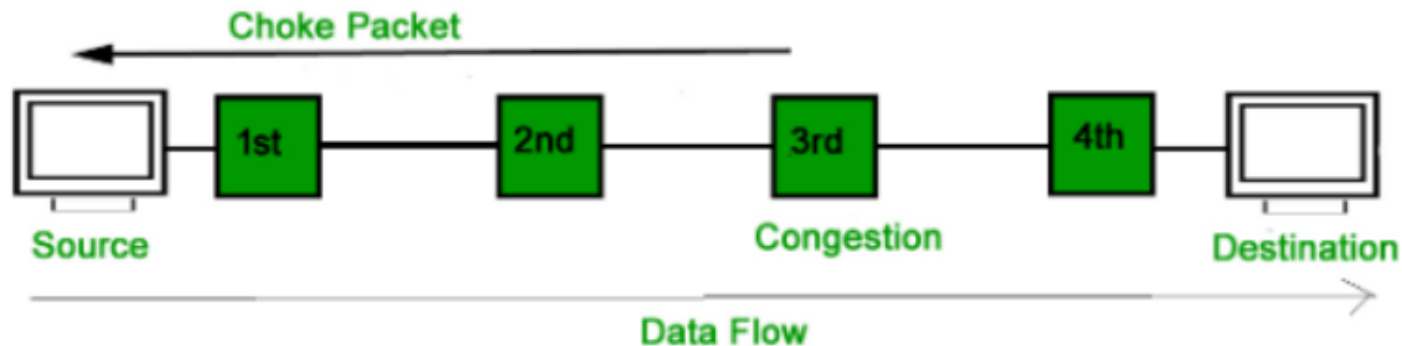 Choke Packet
1st
2nd
3rd
4th
Source
Congestion
Destination
Data Flow